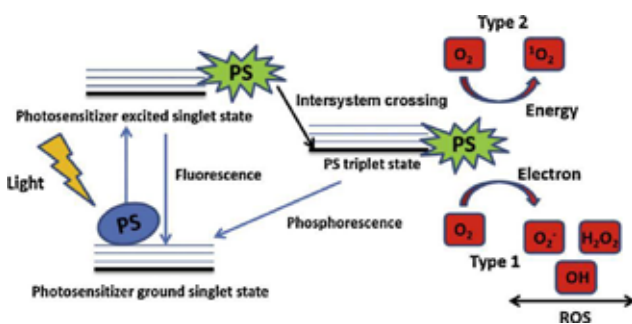 Type 2
PS
O₂
¹O₂
Intersystem crossing
Energy
Photosensitizer excited singlet state
PS
PS triplet state
Light
Fluorescence
Electron
PS
Phosphorescence
O₂
O₂⁻
H₂O₂
Type 1
OH
Photosensitizer ground singlet state
ROS